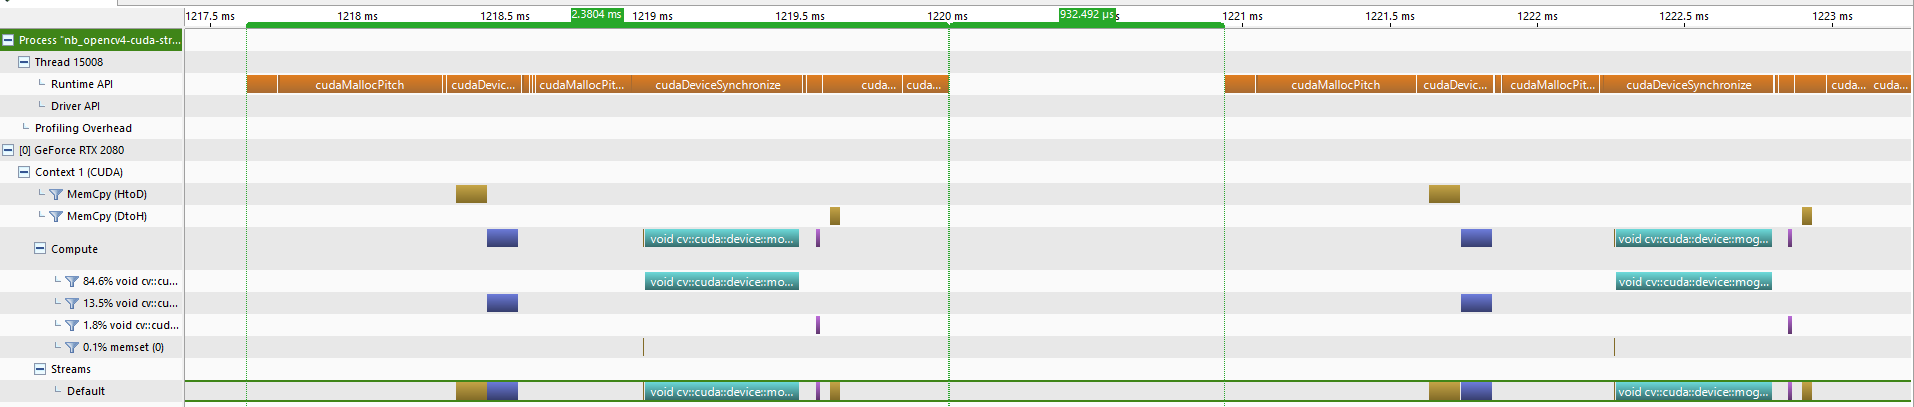 1217.5 ms 1218 ms 1218.5 ms 2.3804 ms 1219 ms 1219.5 ms 1220 ms 932.492 µs 1221 ms 1221.5 ms 1222 ms 1222.5 ms 1223 ms
Process "nb_opencv4-cuda-str...
Thread 15008
Runtime API cudaMallocPitch cudaDevic... cudaMallocPit... cudaDeviceSynchronize cuda... cuda... cudaMallocPitch cudaDevic... cudaMallocPit... cudaDeviceSynchronize cuda... cuda...
Driver API
Profiling Overhead
[0] GeForce RTX 2080
Context 1 (CUDA)
MemCpy (HtoD)
MemCpy (DtoH)
void cv::cuda::device::mo... void cv::cuda::device::mog...
Compute
84.6% void cv::cu... void cv::cuda::device::mo... void cv::cuda::device::mog...
13.5% void cv::cu...
1.8% void cv::cud...
0.1% memset (0)
Streams
Default void cv::cuda::device::mo... void cv::cuda::device::mog...